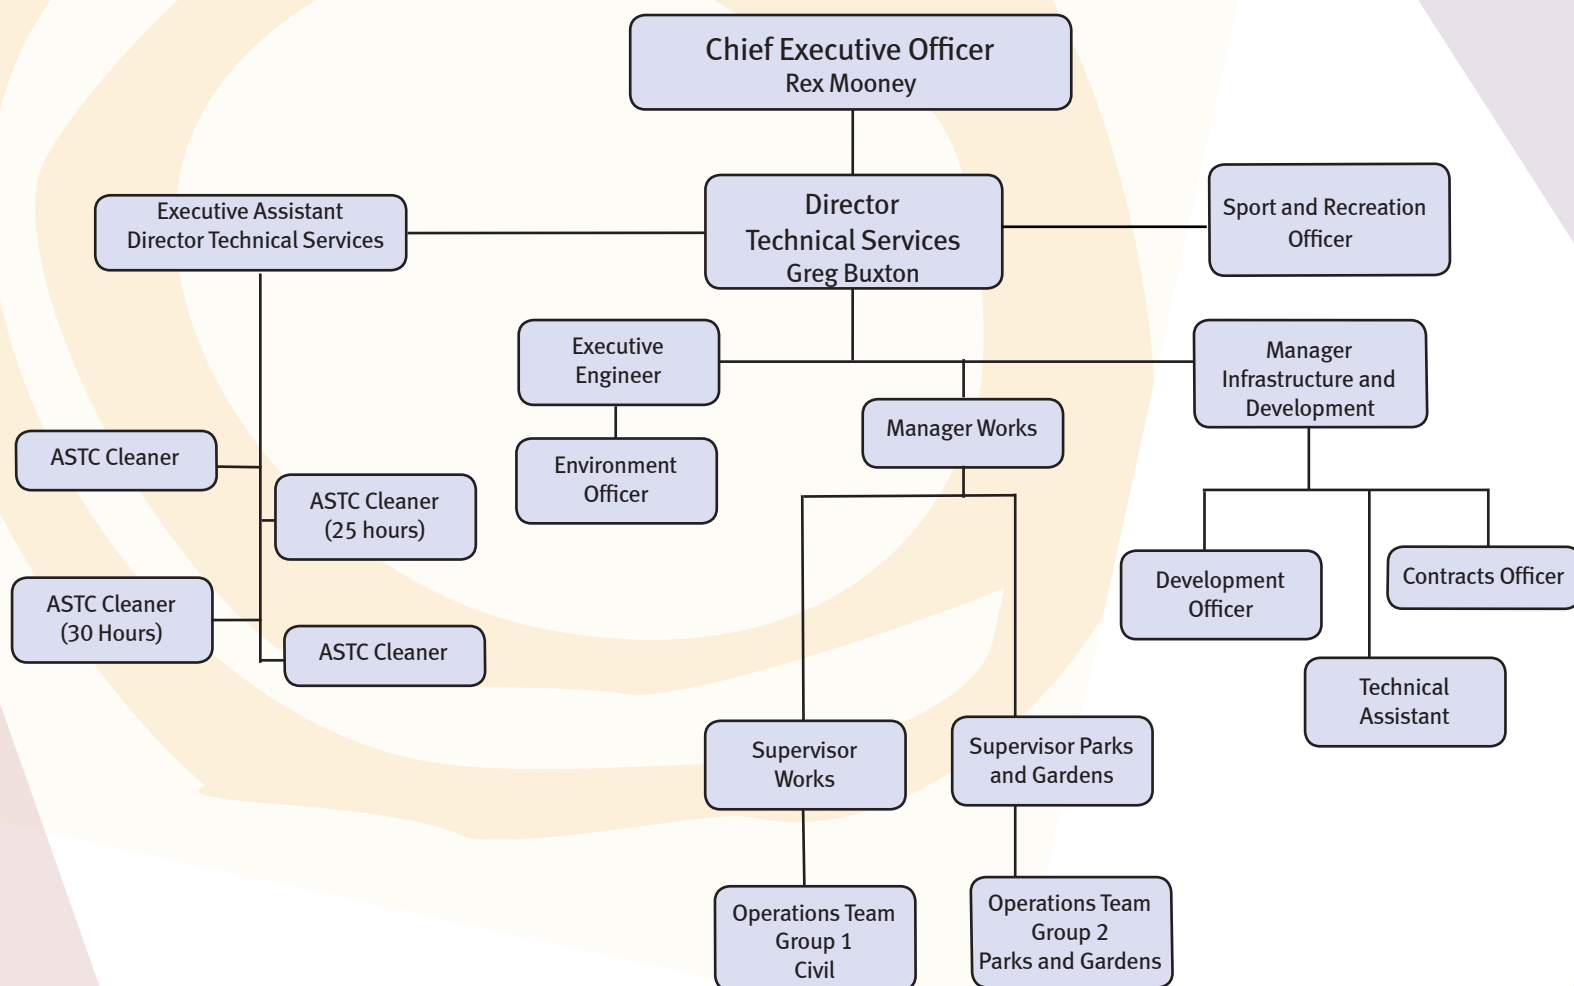 Chief Executive Officer
Rex Mooney
Executive Assistant
Director Technical Services
Director
Technical Services
Greg Buxton
Sport and Recreation
Officer
Executive
Engineer
Manager
Infrastructure and
Development
Manager Works
Environment
Officer
ASTC Cleaner
ASTC Cleaner
(25 hours)
ASTC Cleaner
(30 Hours)
ASTC Cleaner
Development
Officer
Contracts Officer
Technical
Assistant
Supervisor
Works
Supervisor Parks
and Gardens
Operations Team
Group 1
Civil
Operations Team
Group 2
Parks and Gardens